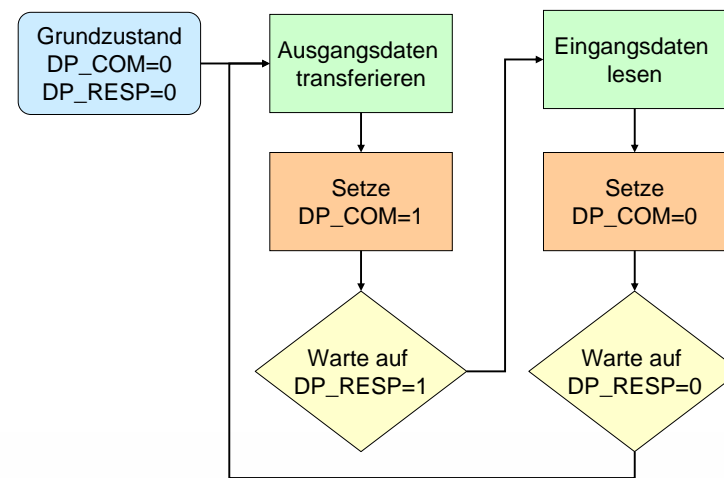 Grundzustand
DP_COM=0
DP_RESP=0
Ausgangsdaten
transferieren
Setze
DP_COM=1
Warte auf
DP_RESP=1
Eingangsdaten
lesen
Setze
DP_COM=0
Warte auf
DP_RESP=0